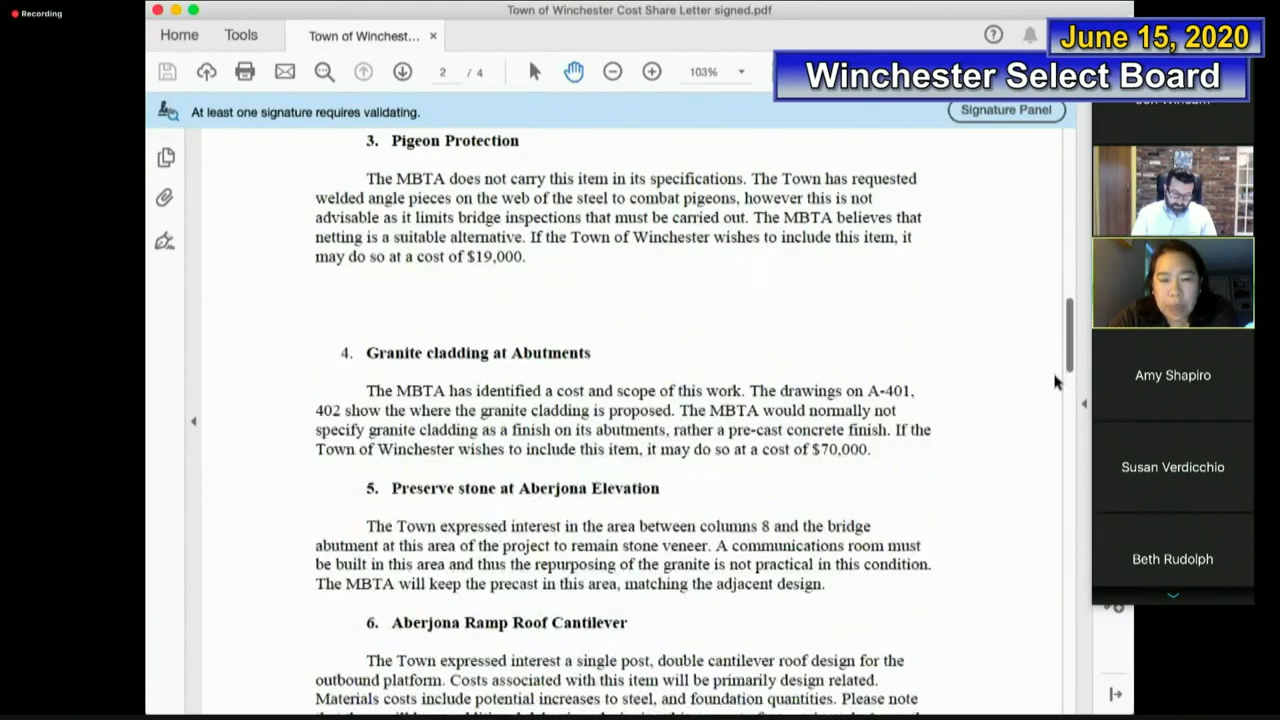 Recording
Town of Winchester Cost Share Letter signed.pdf
June 15, 2020
Home Tools Town of Winchest... ×
Winchester Select Board
2 / 4 103%
At least one signature requires validating.
Signature Panel
3. Pigeon Protection
The MBTA does not carry this item in its specifications. The Town has requested
welded angle pieces on the web of the steel to combat pigeons, however this is not
advisable as it limits bridge inspections that must be carried out. The MBTA believes that
netting is a suitable alternative. If the Town of Winchester wishes to include this item, it
may do so at a cost of $19,000.
4. Granite cladding at Abutments
The MBTA has identified a cost and scope of this work. The drawings on A-401,
402 show the where the granite cladding is proposed. The MBTA would normally not
specify granite cladding as a finish on its abutments, rather a pre-cast concrete finish. If the
Town of Winchester wishes to include this item, it may do so at a cost of $70,000.
5. Preserve stone at Aberjona Elevation
The Town expressed interest in the area between columns 8 and the bridge
abutment at this area of the project to remain stone veneer. A communications room must
be built in this area and thus the repurposing of the granite is not practical in this condition.
The MBTA will keep the precast in this area, matching the adjacent design.
6. Aberjona Ramp Roof Cantilever
The Town expressed interest a single post, double cantilever roof design for the
outbound platform. Costs associated with this item will be primarily design related.
Materials costs include potential increases to steel, and foundation quantities. Please note
Amy Shapiro
Susan Verdicchio
Beth Rudolph